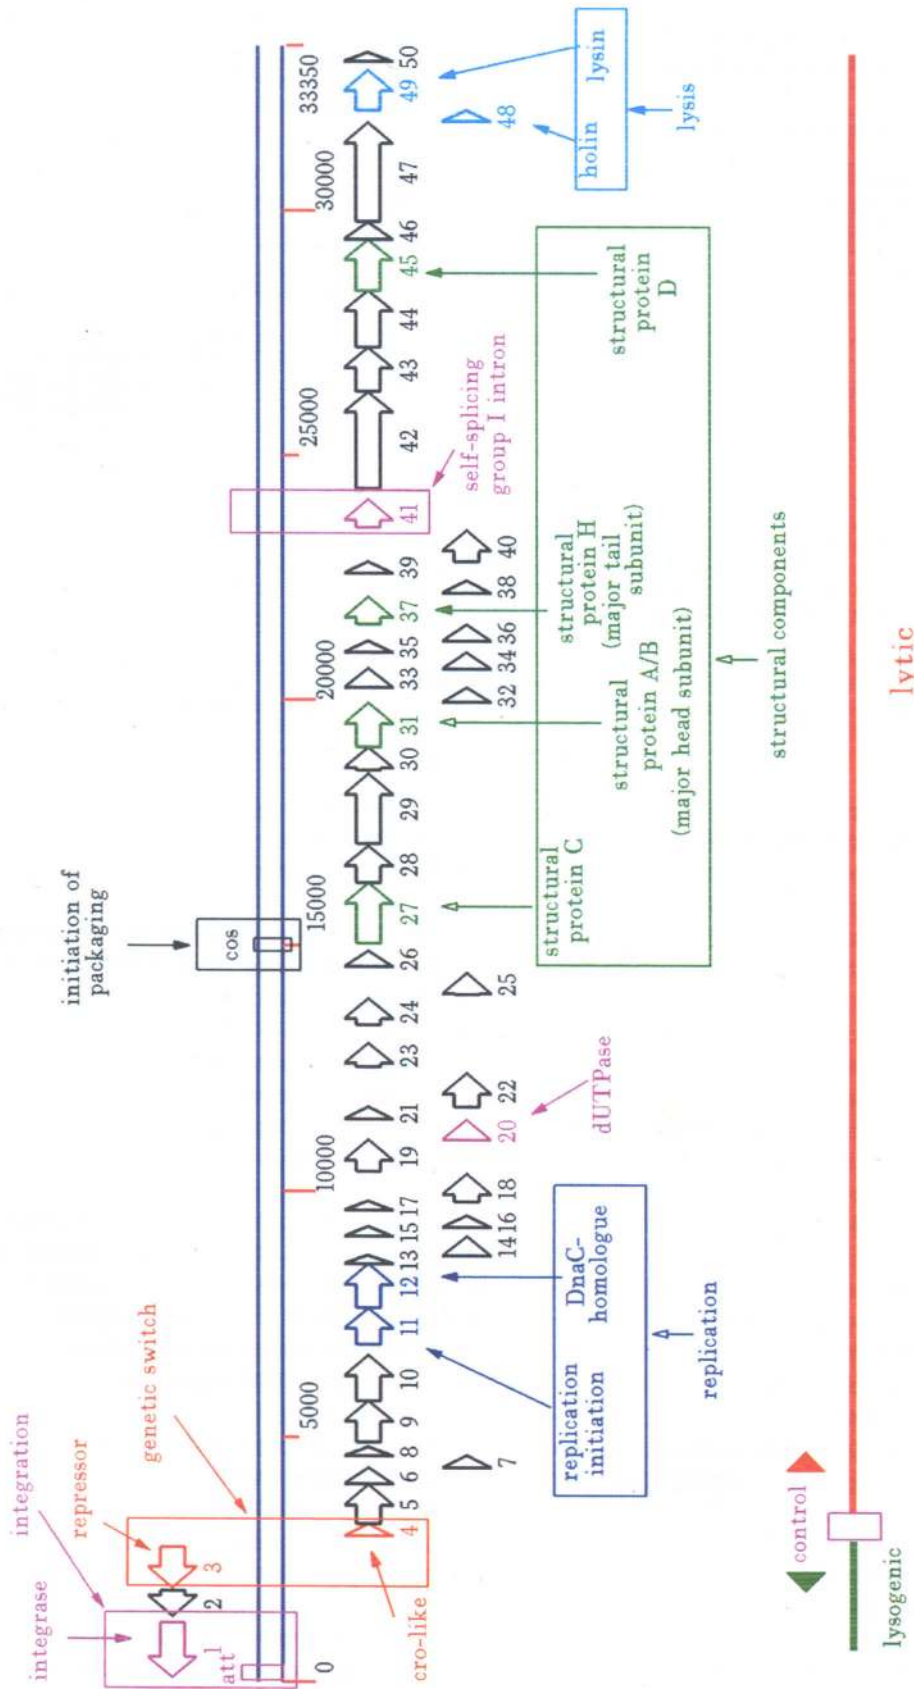 integrase
integration
repressor
genetic switch
initiation of
packaging
att
1
2
3
cos
0
5000
10000
15000
20000
25000
30000
33350
4
5
6
8
9
10
11
12
13
15
17
19
21
23
24
26
27
28
29
30
31
33
35
37
39
41
42
43
44
45
46
47
49
50
7
14
16
18
20
22
25
32
34
36
38
40
48
cro-like
replication
initiation
DnaC-
homologue
replication
dUTPase
structural
protein C
structural
protein A/B
(major head subunit)
structural
protein H
(major tail
subunit)
structural
protein
D
structural components
self-splicing
group I intron
holin
lysin
lysis
control
lysogenic
lytic